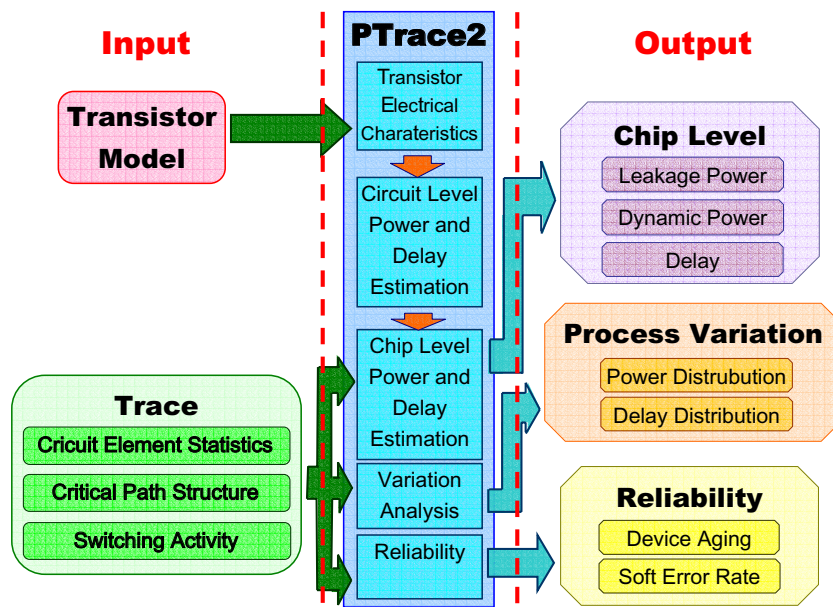 Input
PTrace2
Output
Transistor
Model
Transistor
Electrical
Charateristics
Circuit Level
Power and
Delay
Estimation
Chip Level
Power and
Delay
Estimation
Variation
Analysis
Reliability
Trace
Cricuit Element Statistics
Critical Path Structure
Switching Activity
Chip Level
Leakage Power
Dynamic Power
Delay
Process Variation
Power Distrubution
Delay Distribution
Reliability
Device Aging
Soft Error Rate